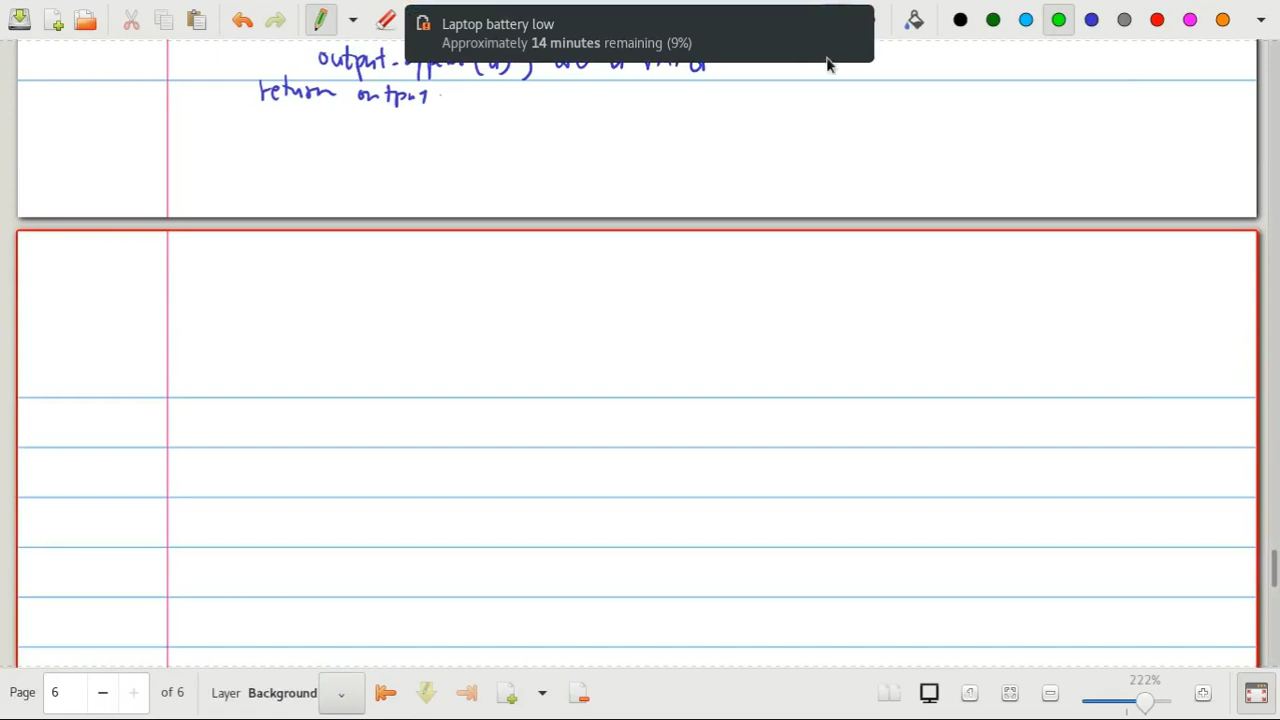 Laptop battery low
Approximately 14 minutes remaining (9%)
output.
return output
Page 6 of 6 Layer Background 222%